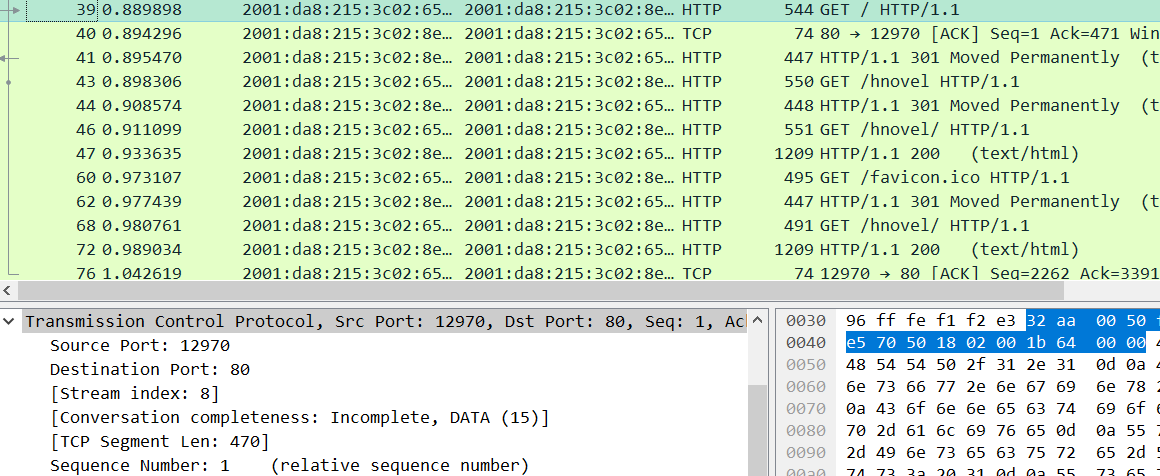 39 0.889898 2001:da8:215:3c02:65… 2001:da8:215:3c02:8e… HTTP 544 GET / HTTP/1.1
40 0.894296 2001:da8:215:3c02:8e… 2001:da8:215:3c02:65… TCP 74 80 → 12970 [ACK] Seq=1 Ack=471 Win
41 0.895470 2001:da8:215:3c02:8e… 2001:da8:215:3c02:65… HTTP 447 HTTP/1.1 301 Moved Permanently (t
43 0.898306 2001:da8:215:3c02:65… 2001:da8:215:3c02:8e… HTTP 550 GET /hnovel HTTP/1.1
44 0.908574 2001:da8:215:3c02:8e… 2001:da8:215:3c02:65… HTTP 448 HTTP/1.1 301 Moved Permanently (t
46 0.911099 2001:da8:215:3c02:65… 2001:da8:215:3c02:8e… HTTP 551 GET /hnovel/ HTTP/1.1
47 0.933635 2001:da8:215:3c02:8e… 2001:da8:215:3c02:65… HTTP 1209 HTTP/1.1 200 (text/html)
60 0.973107 2001:da8:215:3c02:65… 2001:da8:215:3c02:8e… HTTP 495 GET /favicon.ico HTTP/1.1
62 0.977439 2001:da8:215:3c02:8e… 2001:da8:215:3c02:65… HTTP 447 HTTP/1.1 301 Moved Permanently (t
68 0.980761 2001:da8:215:3c02:65… 2001:da8:215:3c02:8e… HTTP 491 GET /hnovel/ HTTP/1.1
72 0.989034 2001:da8:215:3c02:8e… 2001:da8:215:3c02:65… HTTP 1209 HTTP/1.1 200 (text/html)
76 1.042619 2001:da8:215:3c02:65… 2001:da8:215:3c02:8e… TCP 74 12970 → 80 [ACK] Seq=2262 Ack=3391
Transmission Control Protocol, Src Port: 12970, Dst Port: 80, Seq: 1, Ac
Source Port: 12970
Destination Port: 80
[Stream index: 8]
[Conversation completeness: Incomplete, DATA (15)]
[TCP Segment Len: 470]
Sequence Number: 1 (relative sequence number)
0030 96 ff fe f1 f2 e3 32 aa 00 50
0040 e5 70 50 18 02 00 1b 64 00 00
0050 48 54 54 50 2f 31 2e 31 0d 0a
0060 6e 73 66 77 2e 6e 67 69 6e 78
0070 0a 43 6f 6e 6e 65 63 74 69 6f
0080 70 2d 61 6c 69 76 65 0d 0a 55
0090 2d 49 6e 73 65 63 75 72 65 2d
00a0 74 73 3a 20 31 0d 0a 55 73 65